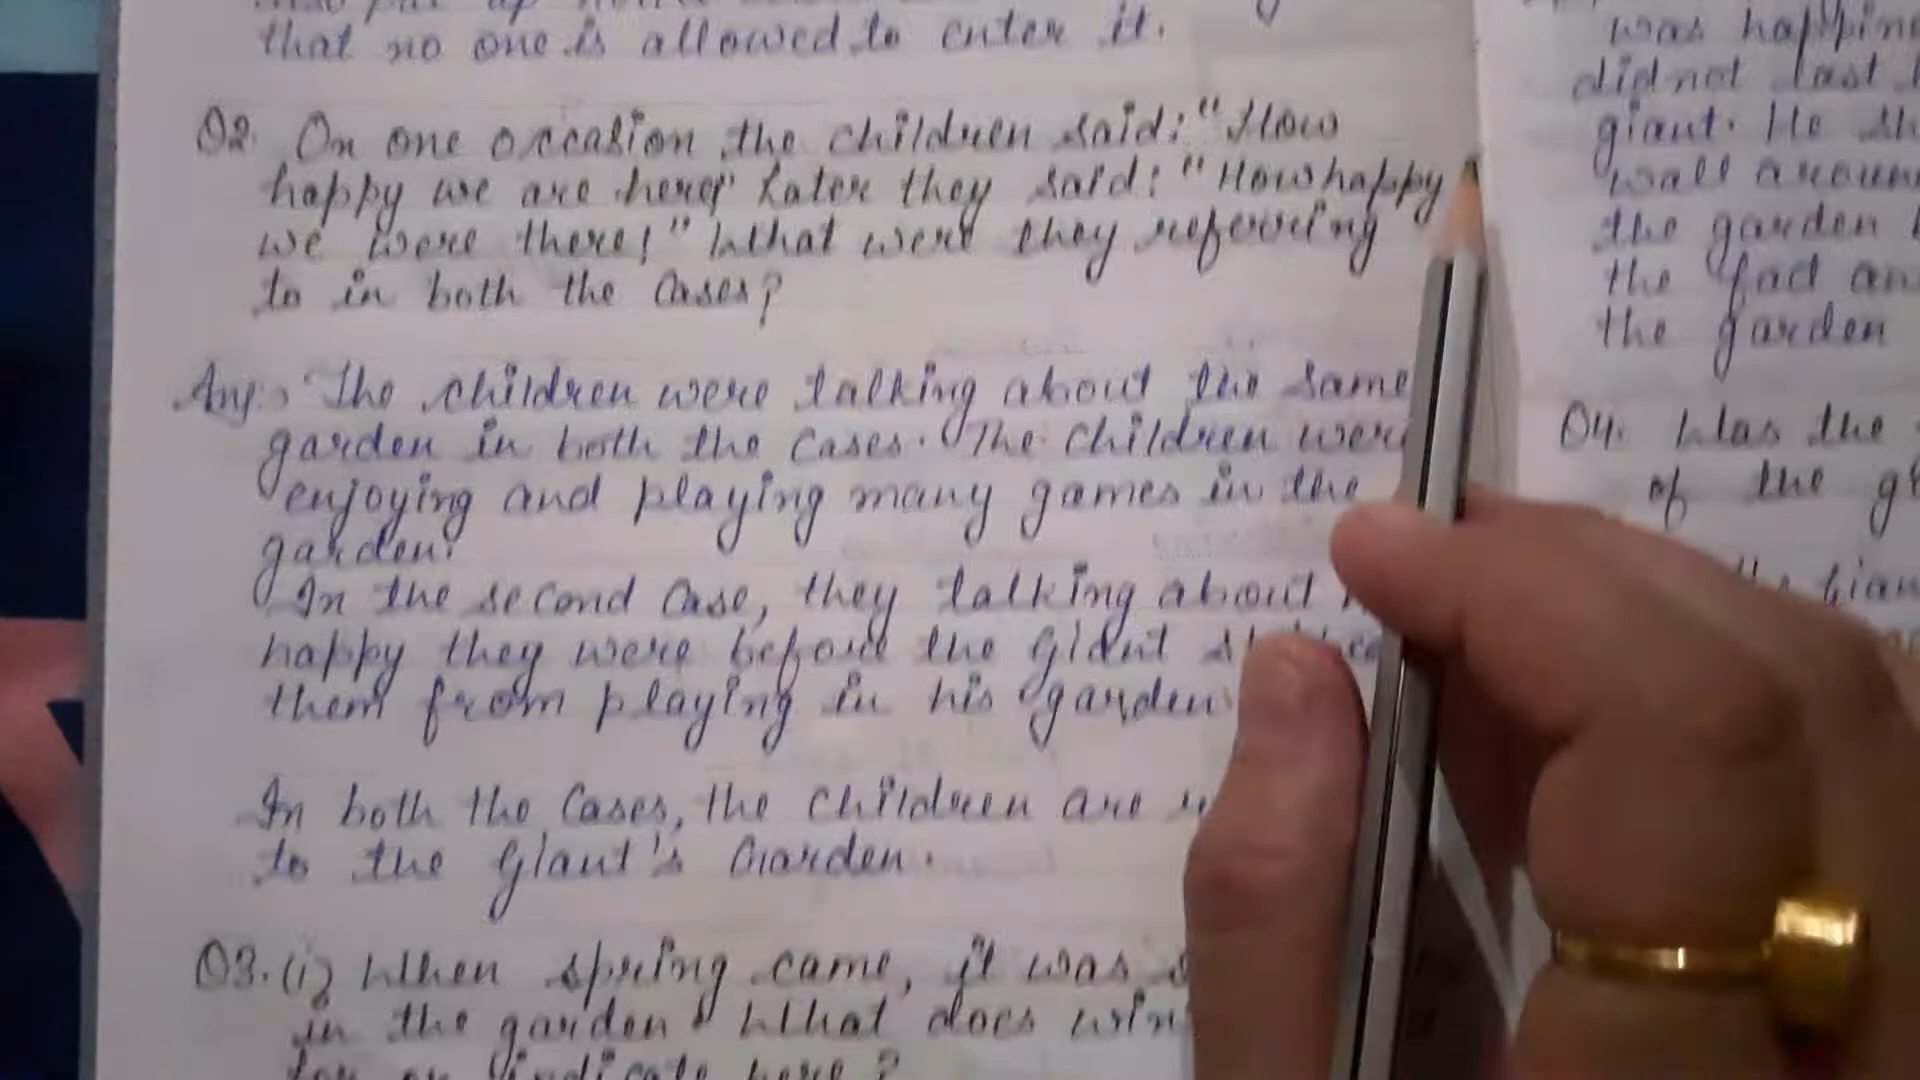 that no one is allowed to enter it.
Q2. On one occasion the children said: "How
happy we are here!" Later they said: "How happy
we were there!" What were they referring
to in both the cases?
Ans: The children were talking about the same
garden in both the cases. The children were
enjoying and playing many games in the
garden.
In the second case, they talking about
happy they were before the giant
them from playing in his garden
In both the cases, the children are
to the Giant's Garden.
Q3. (i) When spring came, it was
in the garden. What does
indicate here?
was
did not last
giant. He
wall
the garden
the
the garden
Q4. Was the
of the